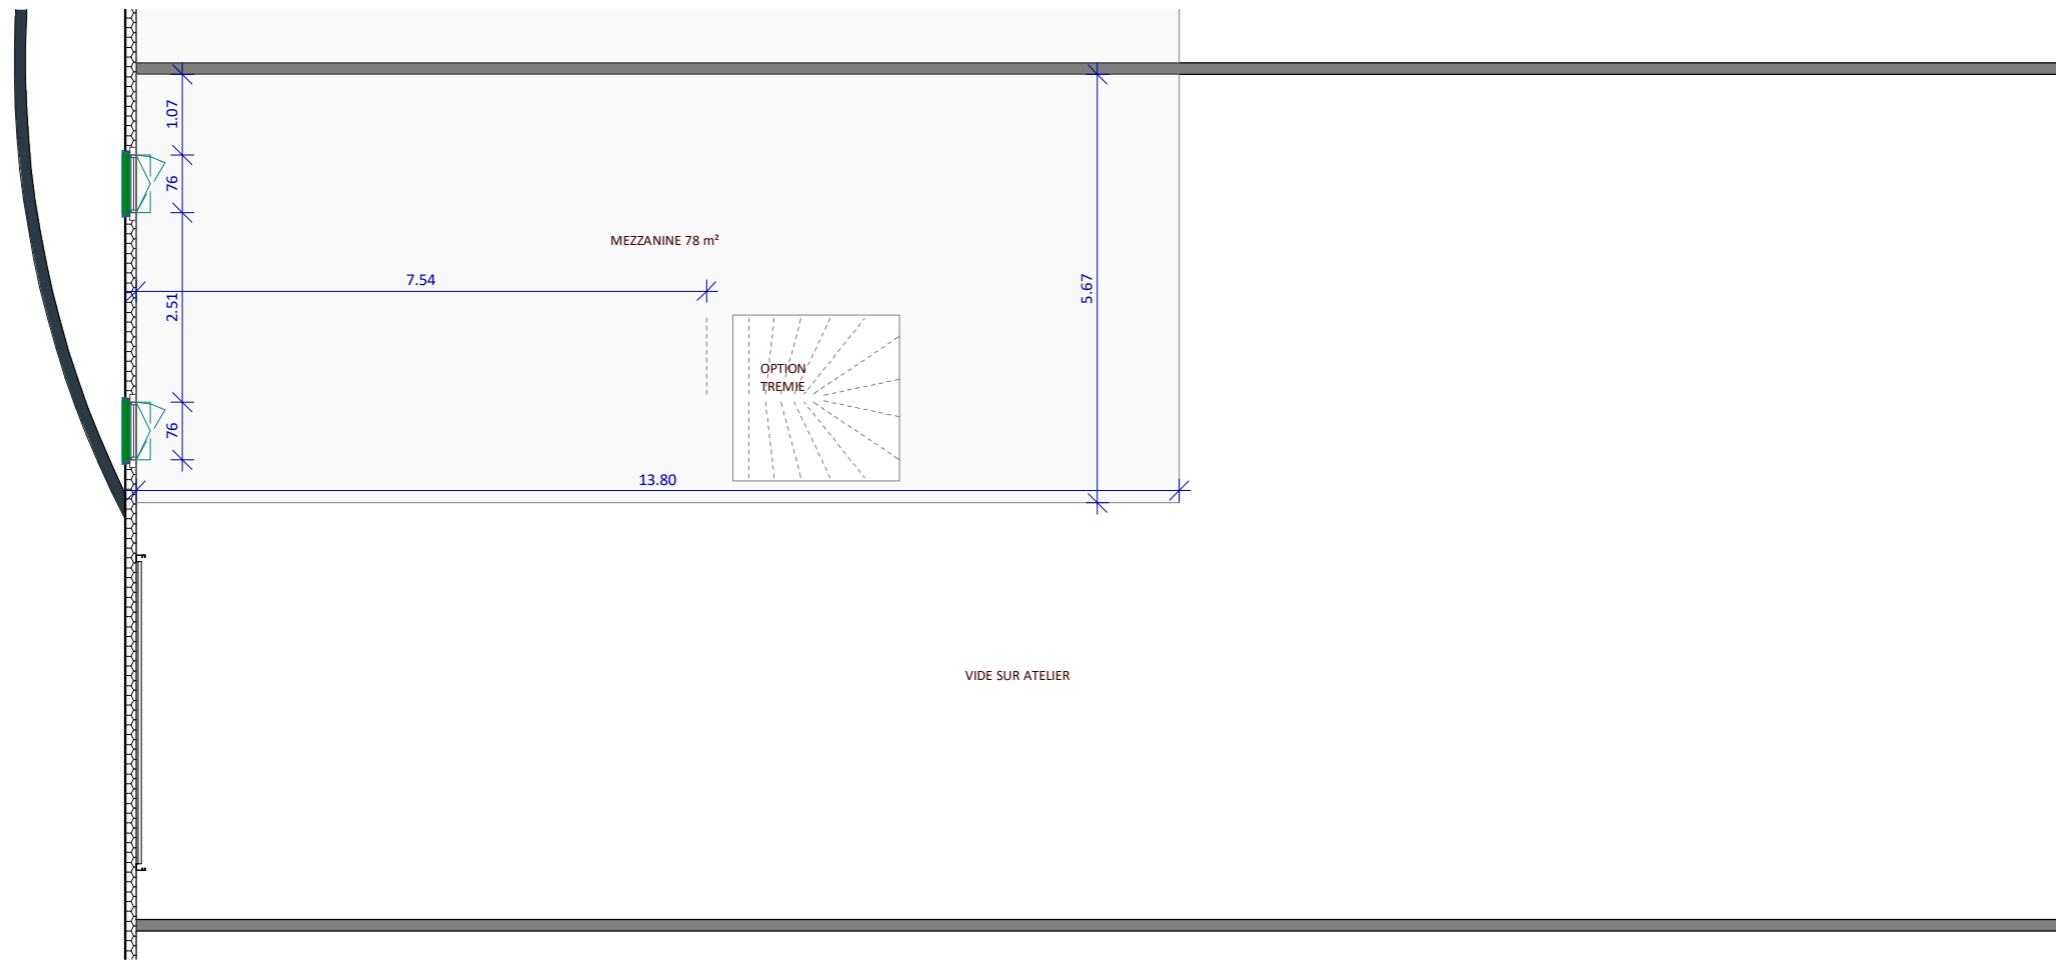 1.07
76
MEZZANINE 78 m²
7.54
5.67
2.51
OPTION
TREMIE
76
13.80
VIDE SUR ATELIER